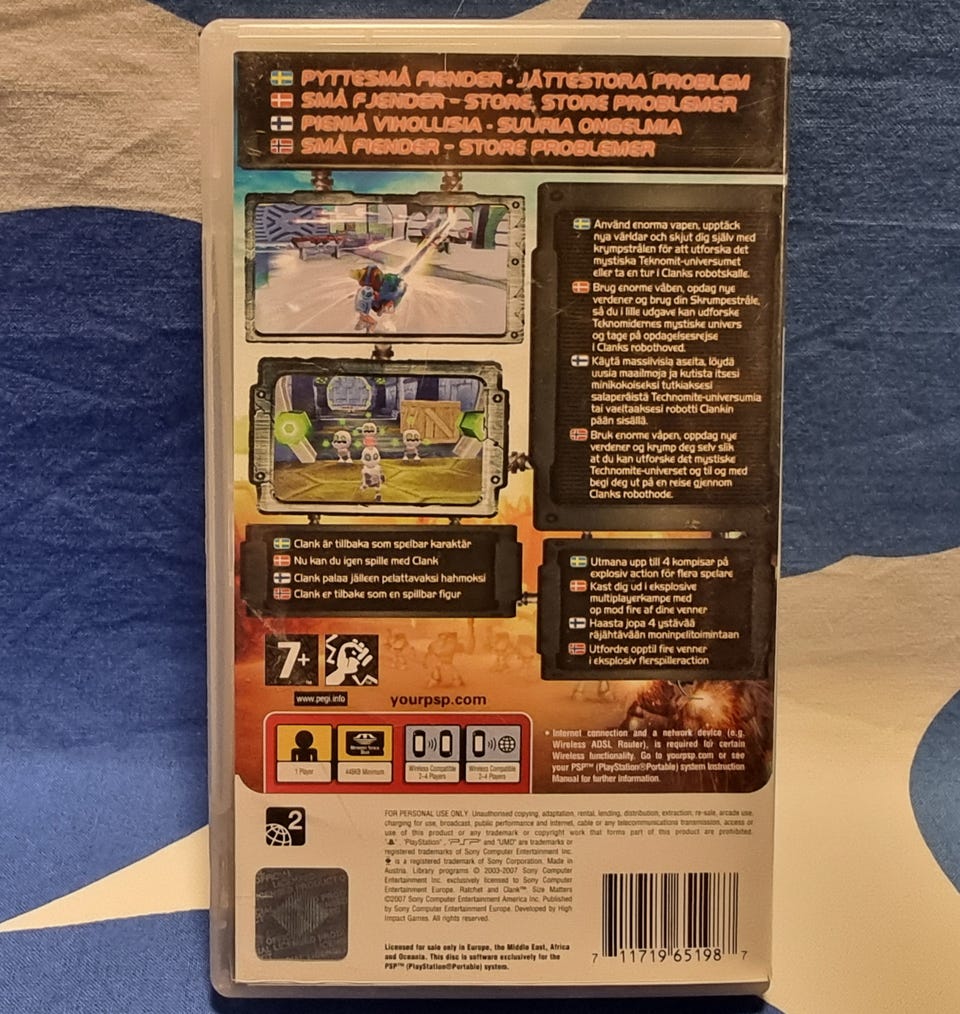 PYTTESMÅ FIENDER - JÄTTESTORA PROBLEM
SMÅ FJENDER - STORE, STORE PROBLEMER
PIENIÄ VIHOLLISIA - SUURIA ONGELMIA
SMÅ FIENDER - STORE PROBLEMER
Använd enorma vapen, upptäck
nya världar och skjut dig själv med
krympstrålen för att utforska det
mystiska Teknomit-universumet
eller ta en tur i Clanks robotskalle.
Brug enorme våben, opdag nye
verdener og brug din Skrumpestråle,
så du i lille udgave kan udforske
Teknomidernes mystiske univers
og tage på opdagelsesrejse
i Clanks robothoved.
Käytä massiivisia aseita, löydä
uusia maailmoja ja kutista itsesi
minikokoiseksi tutkiaksesi
salaperäistä Technomite-universumia
tai vaeltaaksesi robotti Clankin
pään sisällä.
Bruk enorme våpen, oppdag nye
verdener og krymp deg selv slik
at du kan utforske det mystiske
Technomite-universet og til og med
begi deg ut på en reise gjennom
Clanks robothode.
Clank är tillbaka som spelbar karaktär
Nu kan du igen spille med Clank
Clank palaa jälleen pelattavaksi hahmoksi
Clank er tilbake som en spillbar figur
Utmana upp till 4 kompisar på
explosiv action för flera spelare
Kast dig ud i eksplosive
multiplayerkampe med
op mod fire af dine venner
Haasta jopa 4 ystävää
räjähtävään moninpelitoimintaan
Utfordre opptil fire venner
i eksplosiv flerspilleraction
7+
www.pegi.info
yourpsp.com
1 Player
448KB Minimum
Wireless Compatible
2-4 Players
Wireless Compatible
2-4 Players
• Internet connection and a network device (e.g.
Wireless ADSL Router), is required for certain
Wireless functionality. Go to yourpsp.com or see
your PSP™ (PlayStation®Portable) system Instruction
Manual for further information.
2
FOR PERSONAL USE ONLY. Unauthorised copying, adaptation, rental, lending, distribution, extraction, re-sale, arcade use,
charging for use, broadcast, public performance and internet, cable or any telecommunications transmission, access or
use of this product or any trademark or copyright work that forms part of this product are prohibited.
"PlayStation", "PSP" and "UMD" are trademarks or
registered trademarks of Sony Computer Entertainment Inc.
is a registered trademark of Sony Corporation. Made in
Austria. Library programs © 2003-2007 Sony Computer
Entertainment Inc. exclusively licensed to Sony Computer
Entertainment Europe. Ratchet and Clank™: Size Matters
©2007 Sony Computer Entertainment America Inc. Published
by Sony Computer Entertainment Europe. Developed by High
Impact Games. All rights reserved.
Licensed for sale only in Europe, the Middle East, Africa
and Oceania. This disc is software exclusively for the
PSP™ (PlayStation®Portable) system.
7 11719 65198 7